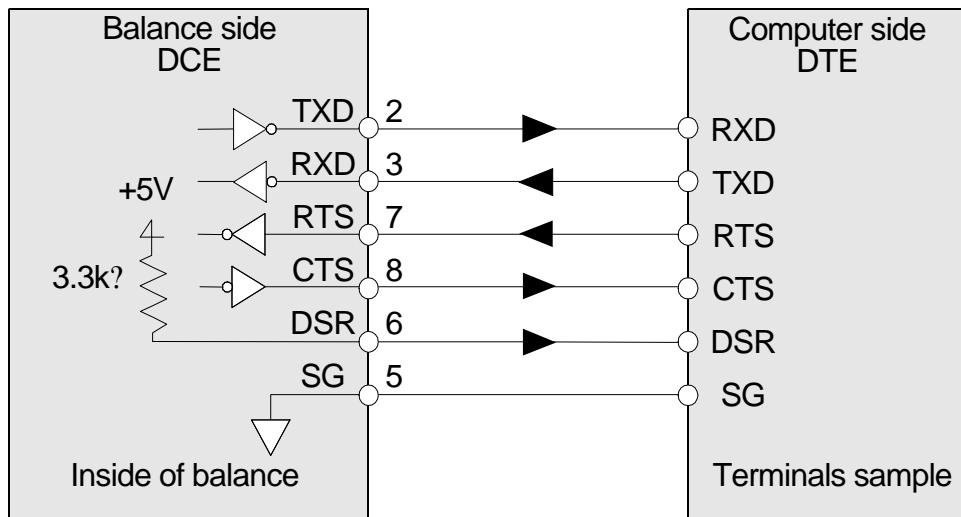 Balance side
DCE
Computer side
DTE
TXD 2 RXD
RXD 3 TXD
+5V
RTS 7 RTS
3.3k?
CTS 8 CTS
DSR 6 DSR
SG 5 SG
Inside of balance
Terminals sample